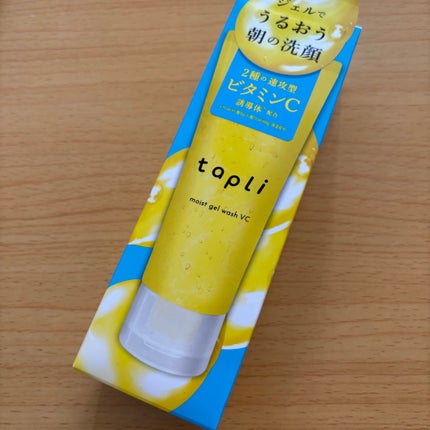 ジェルで
うるおう
朝の洗顔
2種の速攻型
ビタミンC
誘導体*配合
tapli
moist gel wash VC